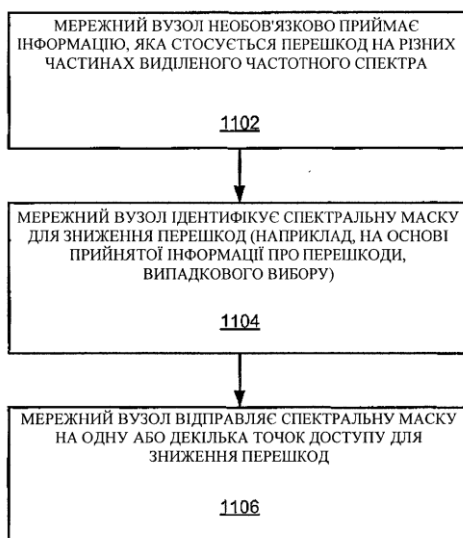 МЕРЕЖНИЙ ВУЗОЛ НЕОБОВ'ЯЗКОВО ПРИЙМАЄ
ІНФОРМАЦІЮ, ЯКА СТОСУЄТЬСЯ ПЕРЕШКОД НА РІЗНИХ
ЧАСТИНАХ ВИДІЛЕНОГО ЧАСТОТНОГО СПЕКТРА
1102
МЕРЕЖНИЙ ВУЗОЛ ІДЕНТИФІКУЄ СПЕКТРАЛЬНУ МАСКУ
ДЛЯ ЗНИЖЕННЯ ПЕРЕШКОД (НАПРИКЛАД, НА ОСНОВІ
ПРИЙНЯТОЇ ІНФОРМАЦІЇ ПРО ПЕРЕШКОДИ,
ВИПАДКОВОГО ВИБОРУ)
1104
МЕРЕЖНИЙ ВУЗОЛ ВІДПРАВЛЯЄ СПЕКТРАЛЬНУ МАСКУ
НА ОДНУ АБО ДЕКІЛЬКА ТОЧОК ДОСТУПУ ДЛЯ
ЗНИЖЕННЯ ПЕРЕШКОД
1106